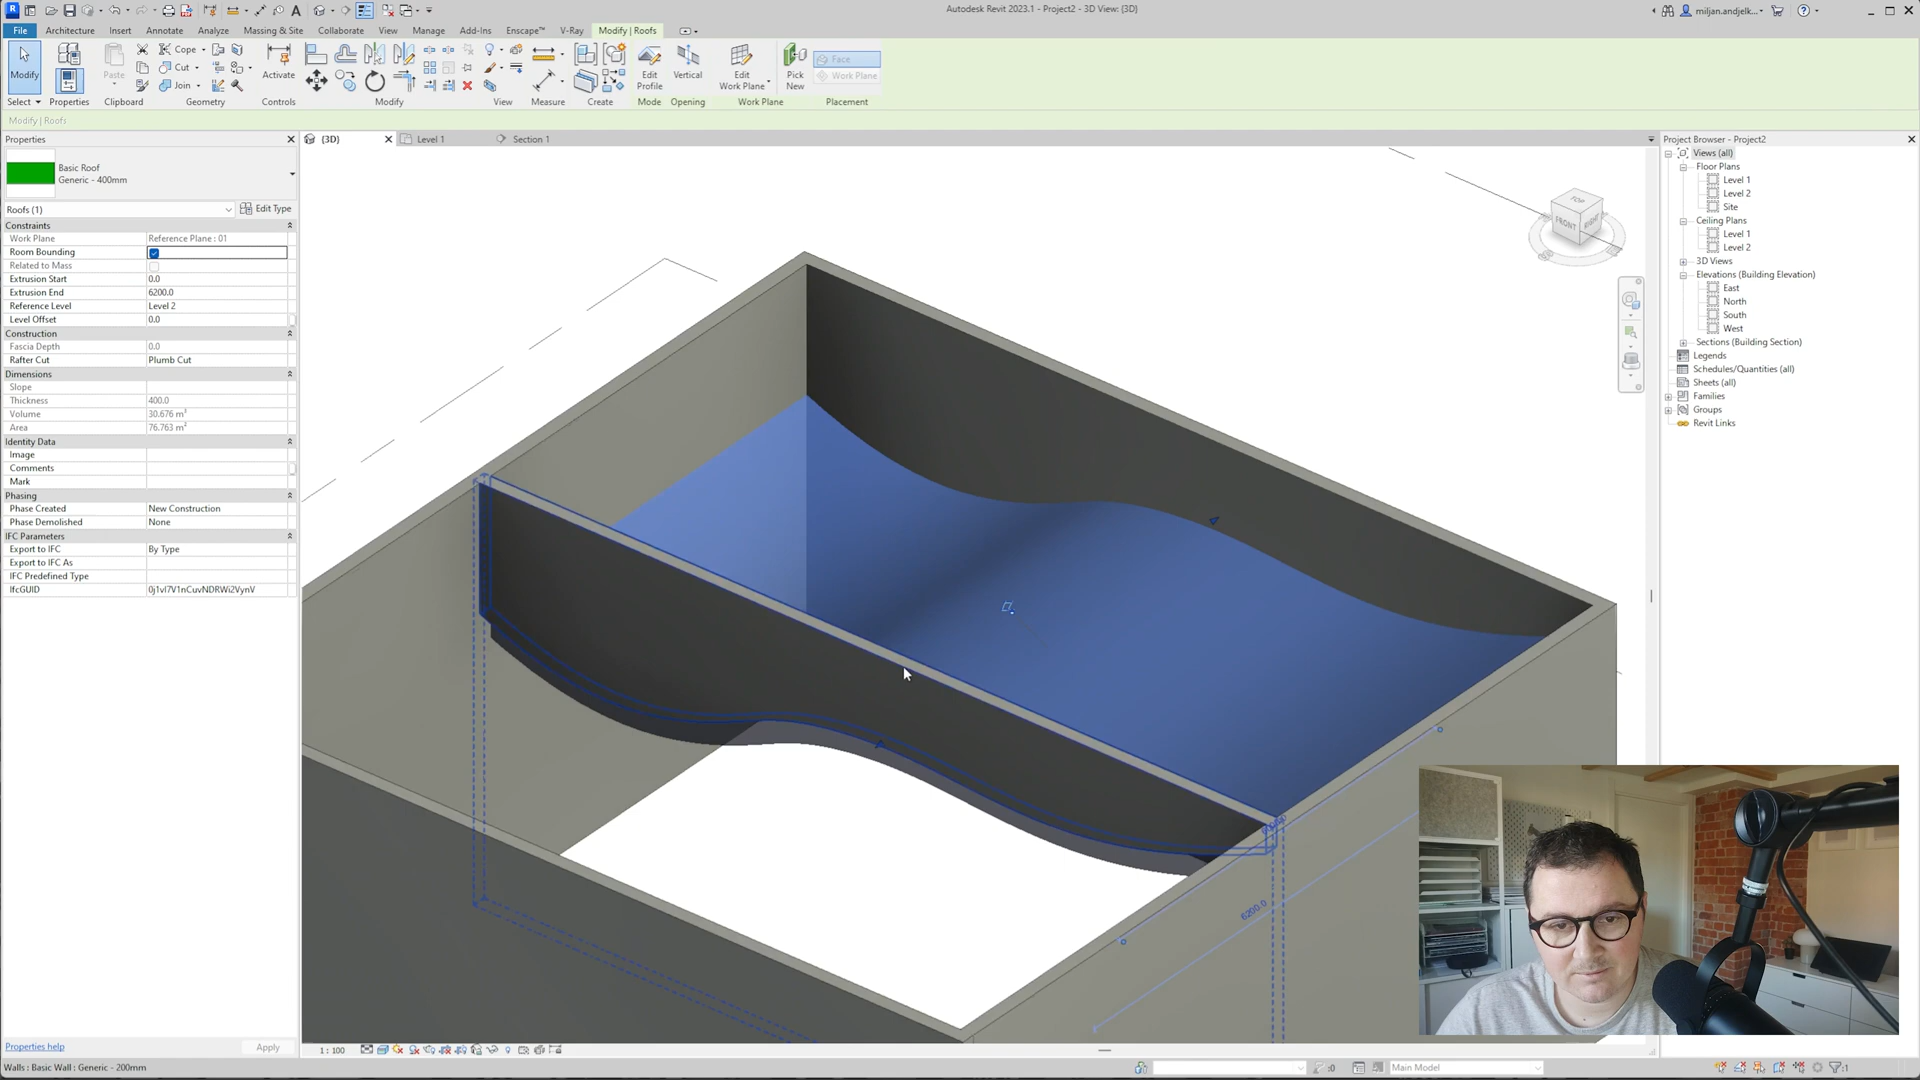 Autodesk Revit 2023.1 - Project2 - 3D View: {3D}
miljan.andjelk...
File Architecture Insert Annotate Analyze Massing & Site Collaborate View Manage Add-Ins Enscape™ V-Ray Modify | Roofs
Modify
Select
Properties
Paste
Clipboard
Cope
Cut
Join
Geometry
Activate
Controls
Modify
View
Measure
Create
Edit Profile
Mode
Vertical
Opening
Edit Work Plane
Pick New
Work Plane
Face
Work Plane
Placement
Modify | Roofs
Properties
{3D}
Level 1
Section 1
Project Browser - Project2
Basic Roof
Generic - 400mm
Roofs (1)
Edit Type
Constraints
Work Plane Reference Plane : 01
Room Bounding
Related to Mass
Extrusion Start 0.0
Extrusion End 6200.0
Reference Level Level 2
Level Offset 0.0
Construction
Fascia Depth 0.0
Rafter Cut Plumb Cut
Dimensions
Slope
Thickness 400.0
Volume 30.676 m³
Area 76.763 m²
Identity Data
Image
Comments
Mark
Phasing
Phase Created New Construction
Phase Demolished None
IFC Parameters
Export to IFC By Type
Export to IFC As
IFC Predefined Type
IfcGUID 0j1vI7V1nCuvNDRWi2VynV
Properties help
Apply
Views (all)
Floor Plans
Level 1
Level 2
Site
Ceiling Plans
Level 1
Level 2
3D Views
Elevations (Building Elevation)
East
North
South
West
Sections (Building Section)
Legends
Schedules/Quantities (all)
Sheets (all)
Families
Groups
Revit Links
TOP
FRONT
RIGHT
6200.0
1 : 100
Walls : Basic Wall : Generic - 200mm
:0
Main Model
:1